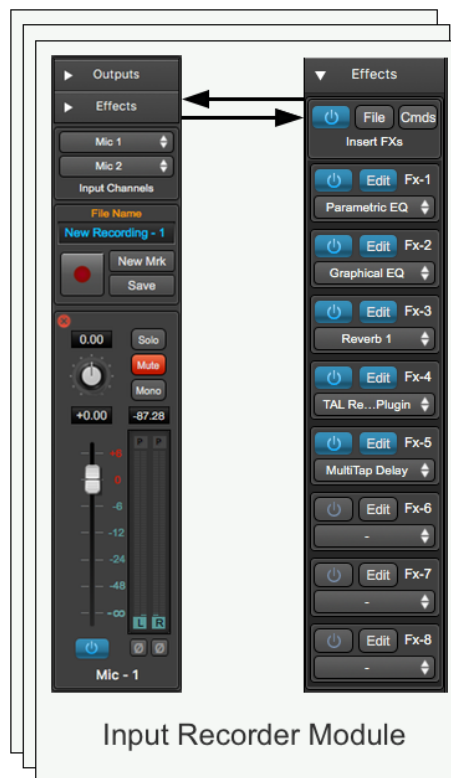 Outputs
Effects
Mic 1
Mic 2
Input Channels
File Name
New Recording - 1
New Mrk
Save
0.00
Solo
Mute
Mono
+0.00
-87.28
P P
+6
0
-6
-12
-24
-48
-∞
L R
Ø Ø
Mic - 1
Effects
File Cmds
Insert FXs
Edit Fx-1
Parametric EQ
Edit Fx-2
Graphical EQ
Edit Fx-3
Reverb 1
Edit Fx-4
TAL Re...Plugin
Edit Fx-5
MultiTap Delay
Edit Fx-6
-
Edit Fx-7
-
Edit Fx-8
-
Input Recorder Module